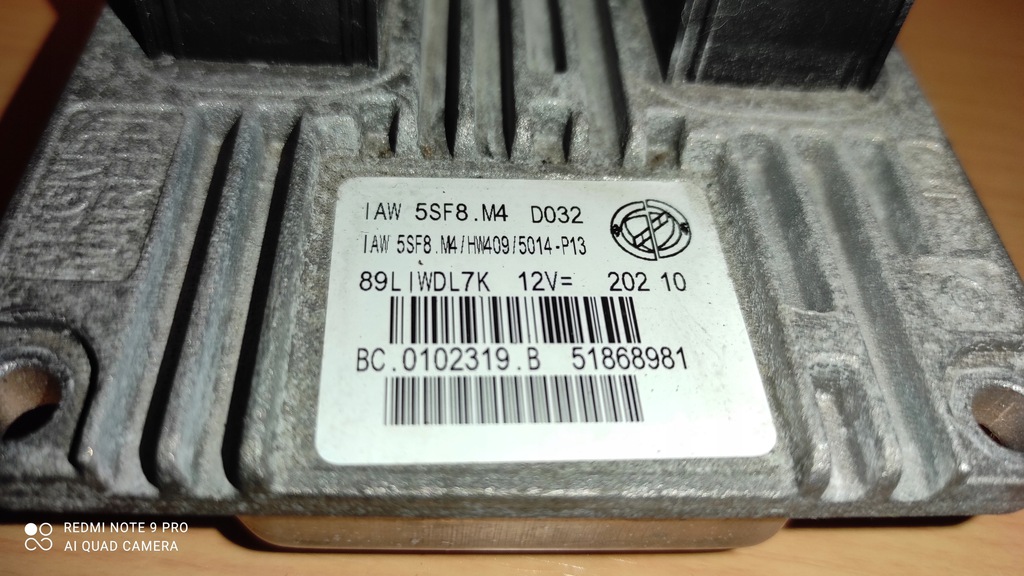 IAW 5SF8.M4 D032
IAW 5SF8.M4/HW409/5014-P13
89LIWDL7K 12V= 202 10
BC.0102319.B 51868981
REDMI NOTE 9 PRO
AI QUAD CAMERA